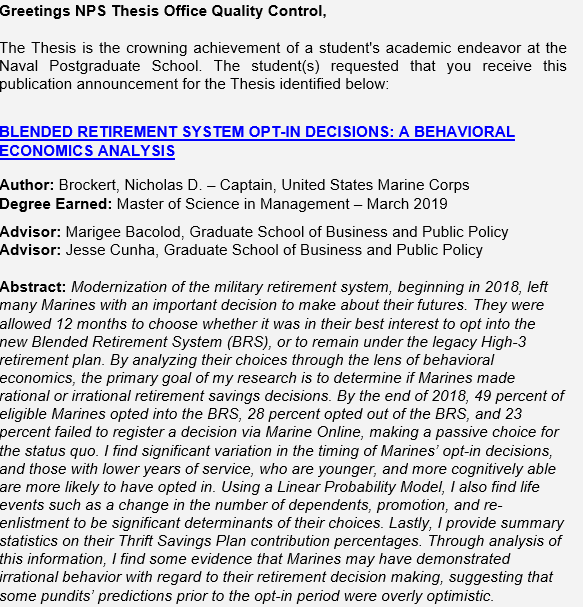 Greetings NPS Thesis Office Quality Control,
The Thesis is the crowning achievement of a student's academic endeavor at the
Naval Postgraduate School. The student(s) requested that you receive this
publication announcement for the Thesis identified below:
BLENDED RETIREMENT SYSTEM OPT-IN DECISIONS: A BEHAVIORAL
ECONOMICS ANALYSIS
Author: Brockert, Nicholas D. – Captain, United States Marine Corps
Degree Earned: Master of Science in Management – March 2019
Advisor: Marigee Bacolod, Graduate School of Business and Public Policy
Advisor: Jesse Cunha, Graduate School of Business and Public Policy
Abstract: Modernization of the military retirement system, beginning in 2018, left
many Marines with an important decision to make about their futures. They were
allowed 12 months to choose whether it was in their best interest to opt into the
new Blended Retirement System (BRS), or to remain under the legacy High-3
retirement plan. By analyzing their choices through the lens of behavioral
economics, the primary goal of my research is to determine if Marines made
rational or irrational retirement savings decisions. By the end of 2018, 49 percent of
eligible Marines opted into the BRS, 28 percent opted out of the BRS, and 23
percent failed to register a decision via Marine Online, making a passive choice for
the status quo. I find significant variation in the timing of Marines’ opt-in decisions,
and those with lower years of service, who are younger, and more cognitively able
are more likely to have opted in. Using a Linear Probability Model, I also find life
events such as a change in the number of dependents, promotion, and re-
enlistment to be significant determinants of their choices. Lastly, I provide summary
statistics on their Thrift Savings Plan contribution percentages. Through analysis of
this information, I find some evidence that Marines may have demonstrated
irrational behavior with regard to their retirement decision making, suggesting that
some pundits’ predictions prior to the opt-in period were overly optimistic.